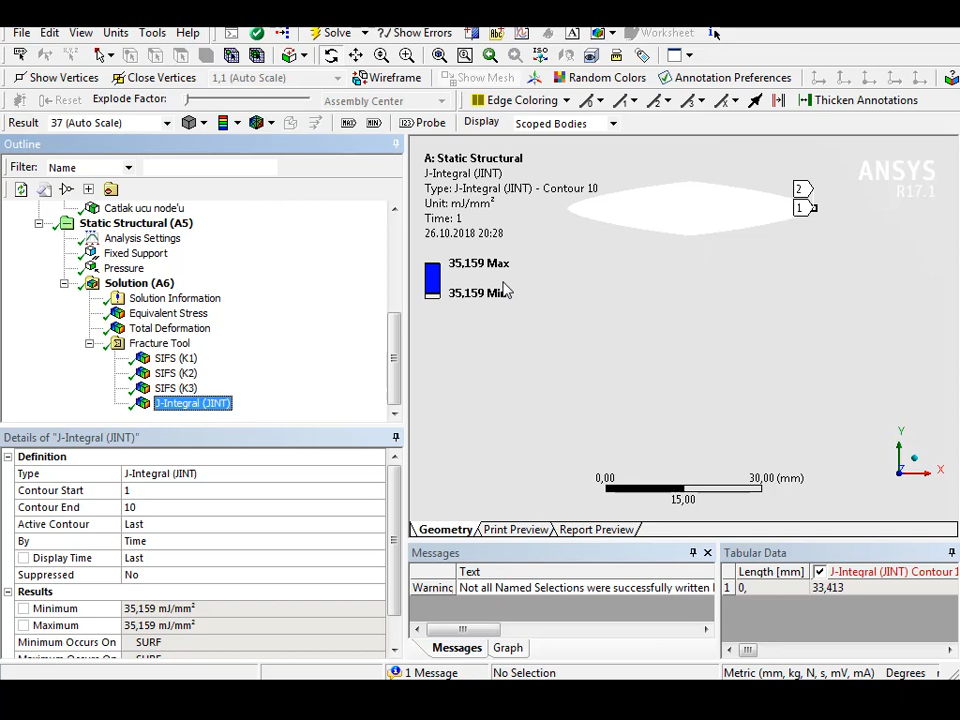 File Edit View Units Tools Help Solve Show Errors Worksheet
Show Vertices Close Vertices 1,1 (Auto Scale) Wireframe Show Mesh Random Colors Annotation Preferences
Reset Explode Factor: Assembly Center Edge Coloring Thicken Annotations
Result 37 (Auto Scale) MAX MIN Probe Display Scoped Bodies
Outline
Filter: Name
Catlak ucu node'u
Static Structural (A5)
Analysis Settings
Fixed Support
Pressure
Solution (A6)
Solution Information
Equivalent Stress
Total Deformation
Fracture Tool
SIFS (K1)
SIFS (K2)
SIFS (K3)
J-Integral (JINT)
Details of "J-Integral (JINT)"
Definition
Type J-Integral (JINT)
Contour Start 1
Contour End 10
Active Contour Last
By Time
Display Time Last
Suppressed No
Results
Minimum 35,159 mJ/mm²
Maximum 35,159 mJ/mm²
Minimum Occurs On SURF
A: Static Structural
J-Integral (JINT)
Type: J-Integral (JINT) - Contour 10
Unit: mJ/mm²
Time: 1
26.10.2018 20:28
35,159 Max
35,159 Min
2
1
ANSYS
R17.1
Y
X
0,00 30,00 (mm)
15,00
Geometry Print Preview Report Preview
Messages
Text
Warning Not all Named Selections were successfully written
Messages Graph
Tabular Data
Length [mm] J-Integral (JINT) Contour 1
1 0, 33,413
1 Message No Selection Metric (mm, kg, N, s, mV, mA) Degrees